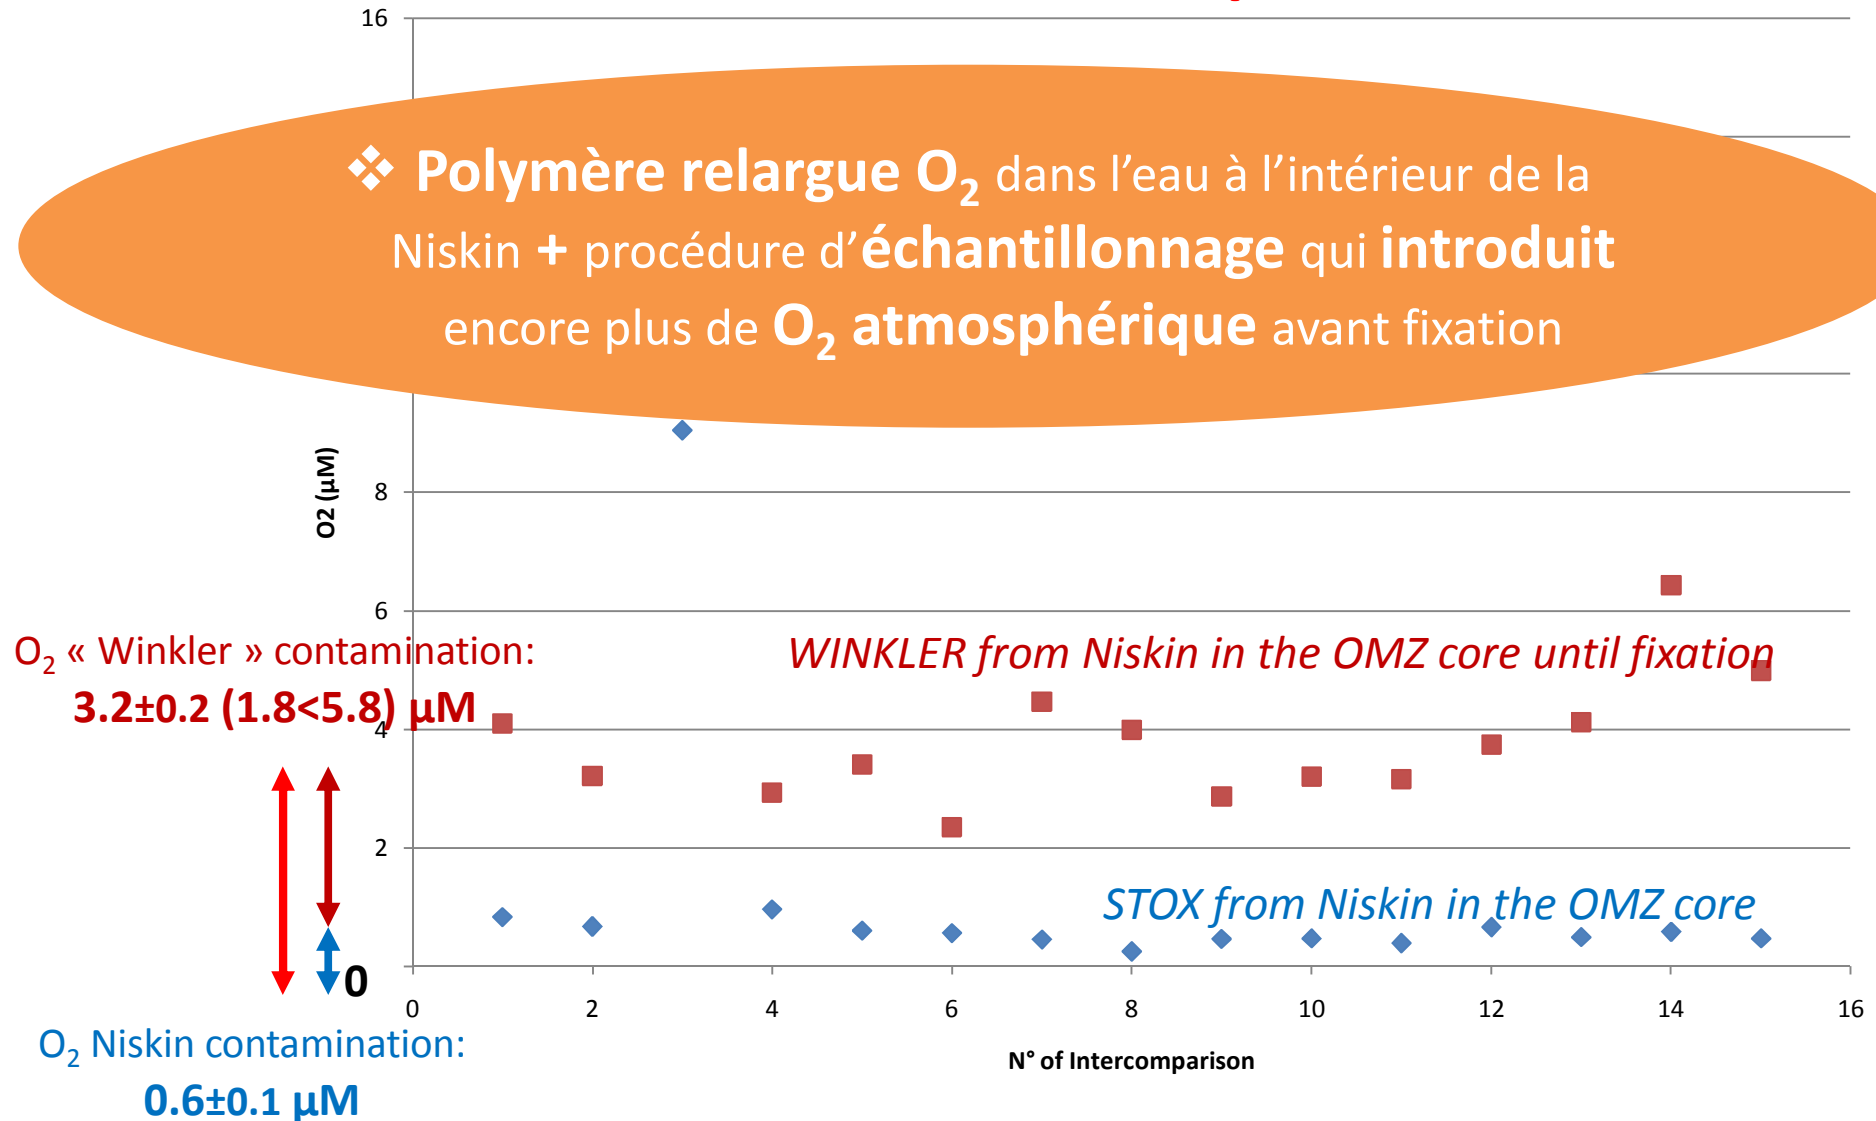 16
❖ Polymère relargue O₂ dans l’eau à l’intérieur de la
Niskin + procédure d’échantillonnage qui introduit
encore plus de O₂ atmosphérique avant fixation
O2 (µM)
8
6
O₂ « Winkler » contamination:
3.2±0.2 (1.8<5.8) µM
WINKLER from Niskin in the OMZ core until fixation
4
2
STOX from Niskin in the OMZ core
0
0 2 4 6 8 10 12 14 16
N° of Intercomparison
O₂ Niskin contamination:
0.6±0.1 µM